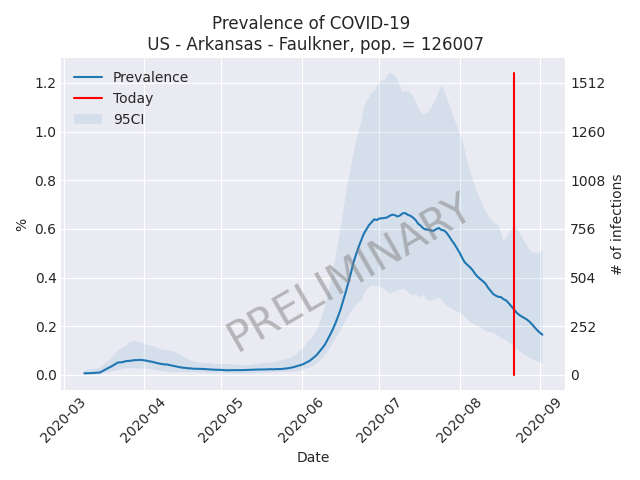 Prevalence of COVID-19
US - Arkansas - Faulkner, pop. = 126007
Prevalence
Today
95CI
PRELIMINARY
%
1.2
1.0
0.8
0.6
0.4
0.2
0.0
1512
1260
1008
756
504
252
0
# of infections
2020-03
2020-04
2020-05
2020-06
2020-07
2020-08
2020-09
Date